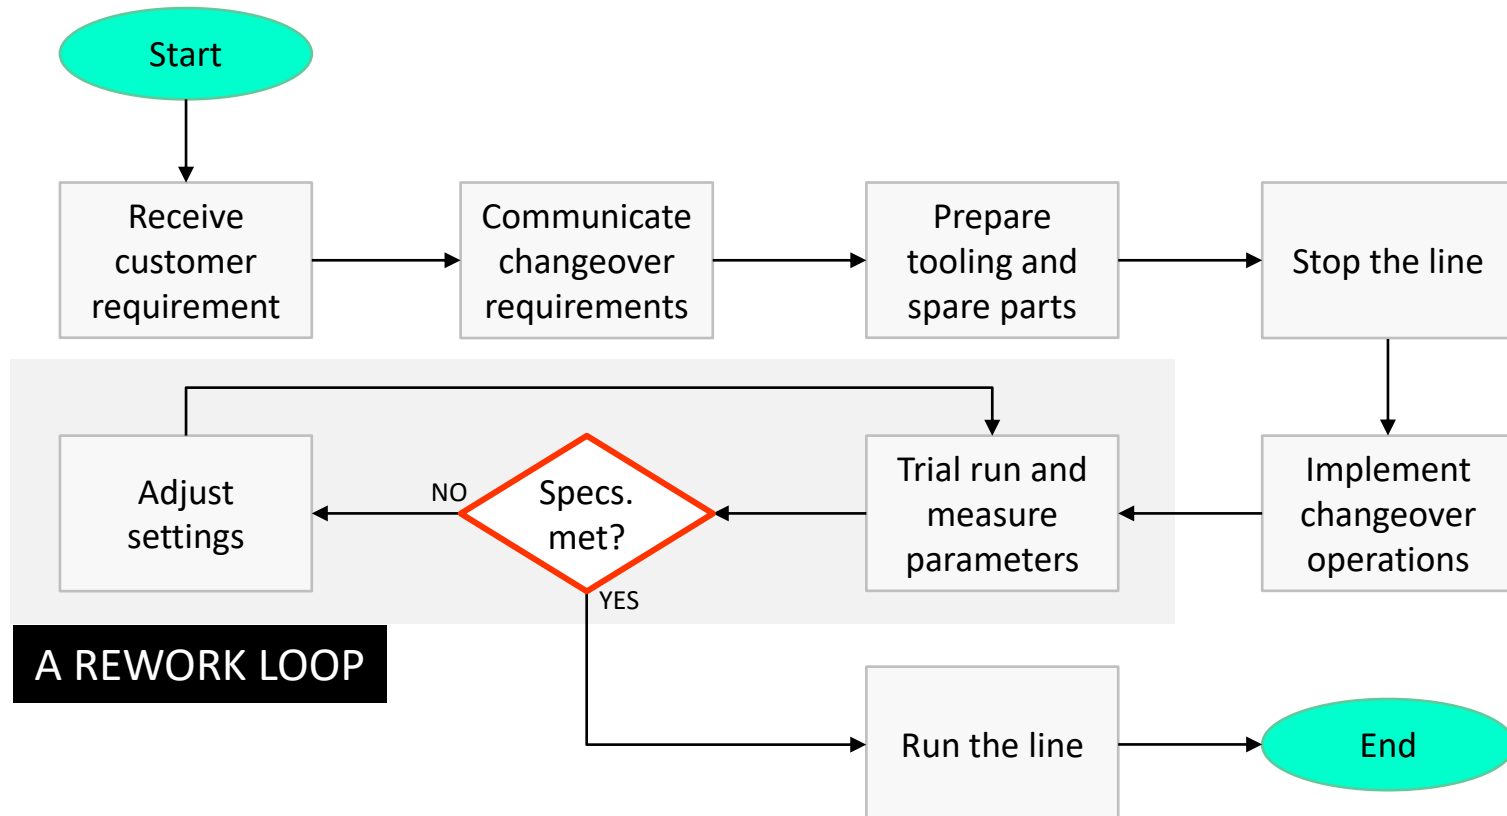 Start
Receive
customer
requirement
Communicate
changeover
requirements
Prepare
tooling and
spare parts
Stop the line
Implement
changeover
operations
Trial run and
measure
parameters
Specs.
met?
NO
Adjust
settings
YES
A REWORK LOOP
Run the line
End